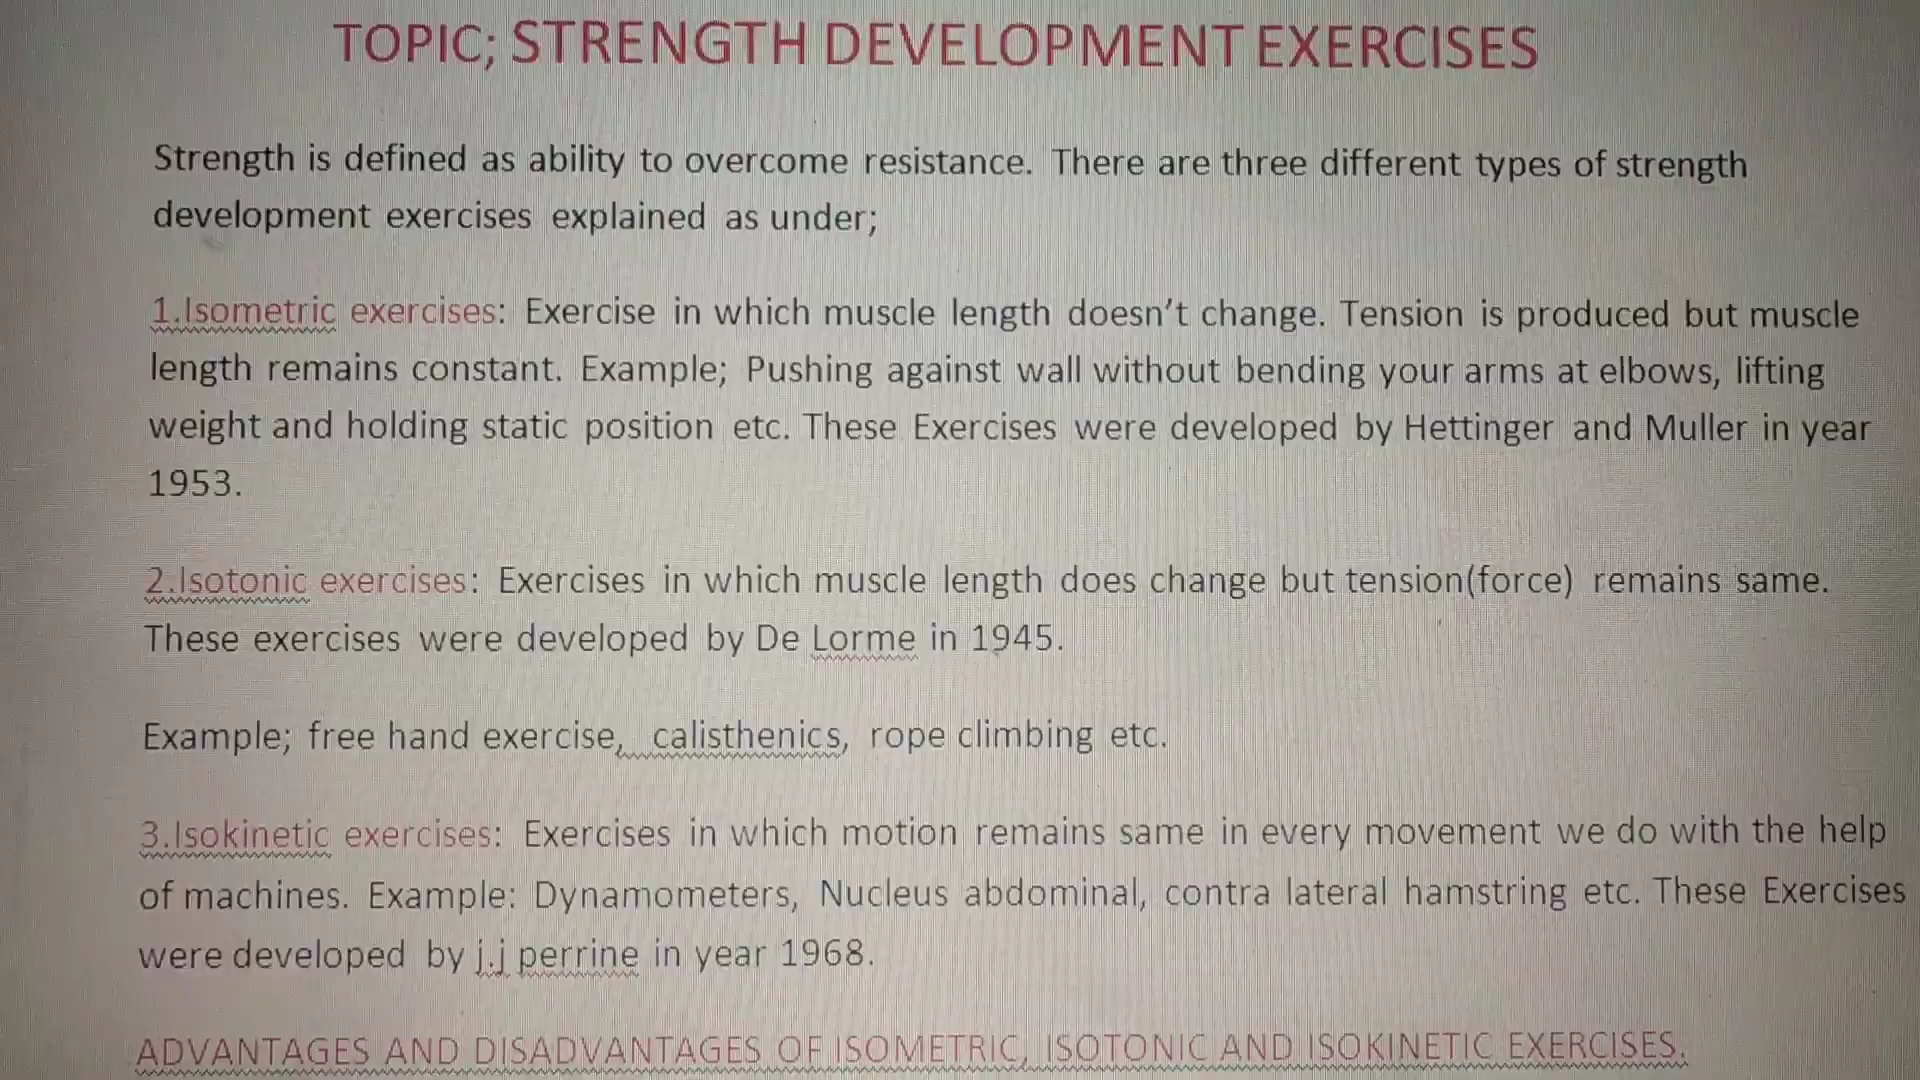 TOPIC; STRENGTH DEVELOPMENT EXERCISES
Strength is defined as ability to overcome resistance. There are three different types of strength
development exercises explained as under;
1.Isometric exercises: Exercise in which muscle length doesn't change. Tension is produced but muscle
length remains constant. Example; Pushing against wall without bending your arms at elbows, lifting
weight and holding static position etc. These Exercises were developed by Hettinger and Muller in year
1953.
2.Isotonic exercises: Exercises in which muscle length does change but tension(force) remains same.
These exercises were developed by De Lorme in 1945.
Example; free hand exercise, calisthenics, rope climbing etc.
3.Isokinetic exercises: Exercises in which motion remains same in every movement we do with the help
of machines. Example: Dynamometers, Nucleus abdominal, contra lateral hamstring etc. These Exercises
were developed by j.j perrine in year 1968.
ADVANTAGES AND DISADVANTAGES OF ISOMETRIC, ISOTONIC AND ISOKINETIC EXERCISES.